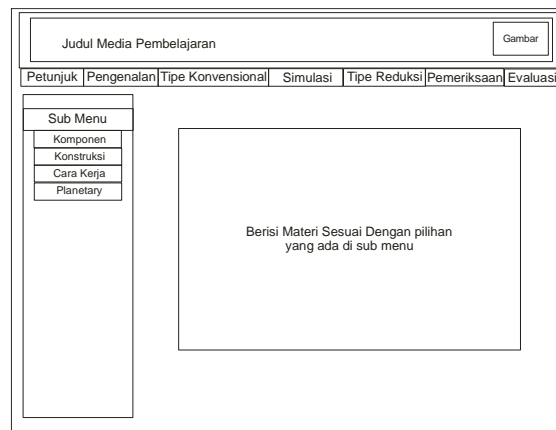 Judul Media Pembelajaran
Gambar
Petunjuk Pengenalan Tipe Konvensional Simulasi Tipe Reduksi Pemeriksaan Evaluasi
Sub Menu
Komponen
Konstruksi
Cara Kerja
Planetary
Berisi Materi Sesuai Dengan pilihan
yang ada di sub menu